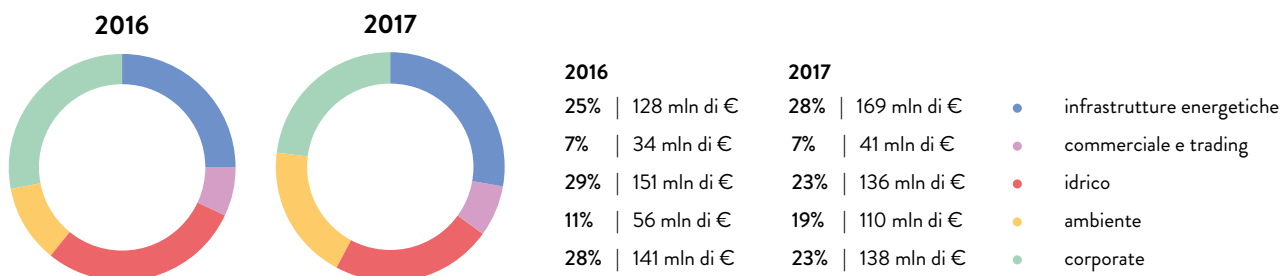 2016
2017
2016 2017
25% | 128 mln di € 28% | 169 mln di € infrastrutture energetiche
7% | 34 mln di € 7% | 41 mln di € commerciale e trading
29% | 151 mln di € 23% | 136 mln di € idrico
11% | 56 mln di € 19% | 110 mln di € ambiente
28% | 141 mln di € 23% | 138 mln di € corporate